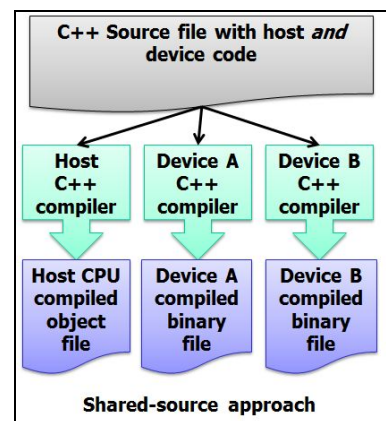 C++ Source file with host and
device code
Host
C++
compiler
Device A
C++
compiler
Device B
C++
compiler
Host CPU
compiled
object
file
Device A
compiled
binary
file
Device B
compiled
binary
file
Shared-source approach